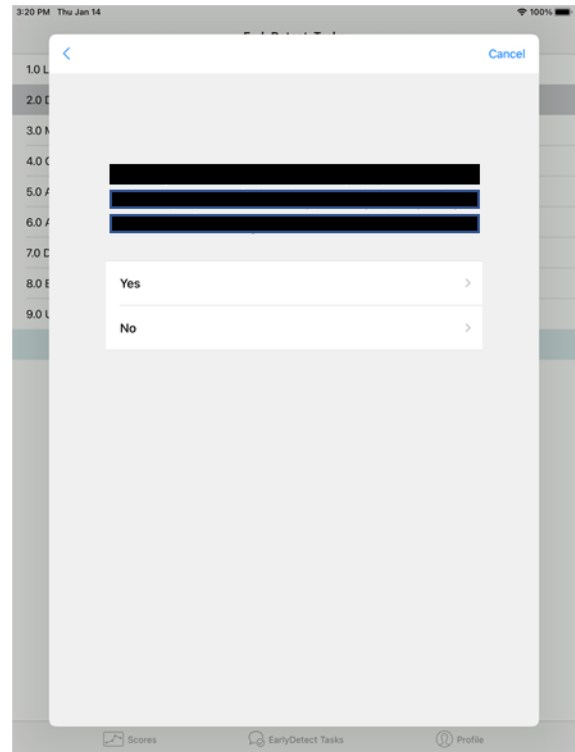 3:20 PM Thu Jan 14 100%
Cancel
1.0 L
2.0
3.0
4.0
5.0 A
6.0 A
7.0
8.0
9.0
Yes
No
Scores EarlyDetect Tasks Profile